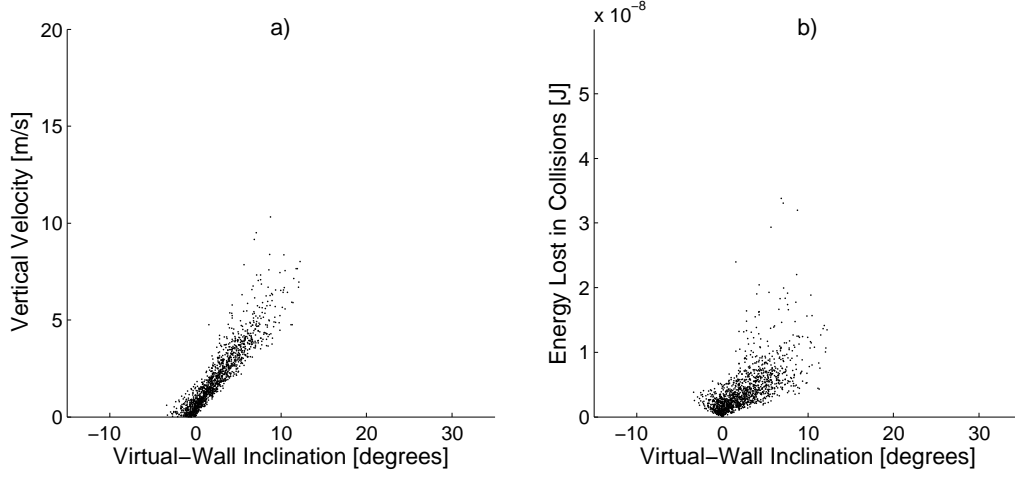 a)
20
15
10
5
0
Vertical Velocity [m/s]
−10 0 10 20 30
Virtual−Wall Inclination [degrees]
x 10⁻⁸
b)
5
4
3
2
1
0
Energy Lost in Collisions [J]
−10 0 10 20 30
Virtual−Wall Inclination [degrees]